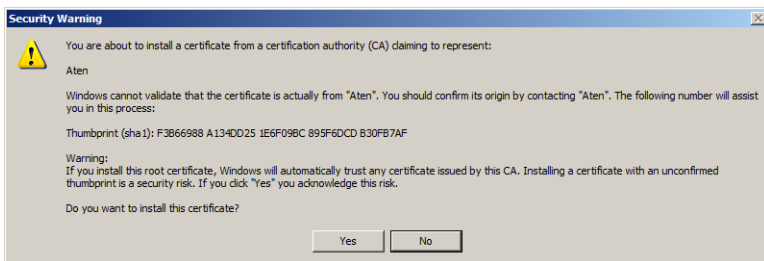 Security Warning
You are about to install a certificate from a certification authority (CA) claiming to represent:
Aten
Windows cannot validate that the certificate is actually from "Aten". You should confirm its origin by contacting "Aten". The following number will assist
you in this process:
Thumbprint (sha1): F3B66988 A134DD25 1E6F09BC 895F6DCD B30FB7AF
Warning:
If you install this root certificate, Windows will automatically trust any certificate issued by this CA. Installing a certificate with an unconfirmed
thumbprint is a security risk. If you click "Yes" you acknowledge this risk.
Do you want to install this certificate?
Yes No